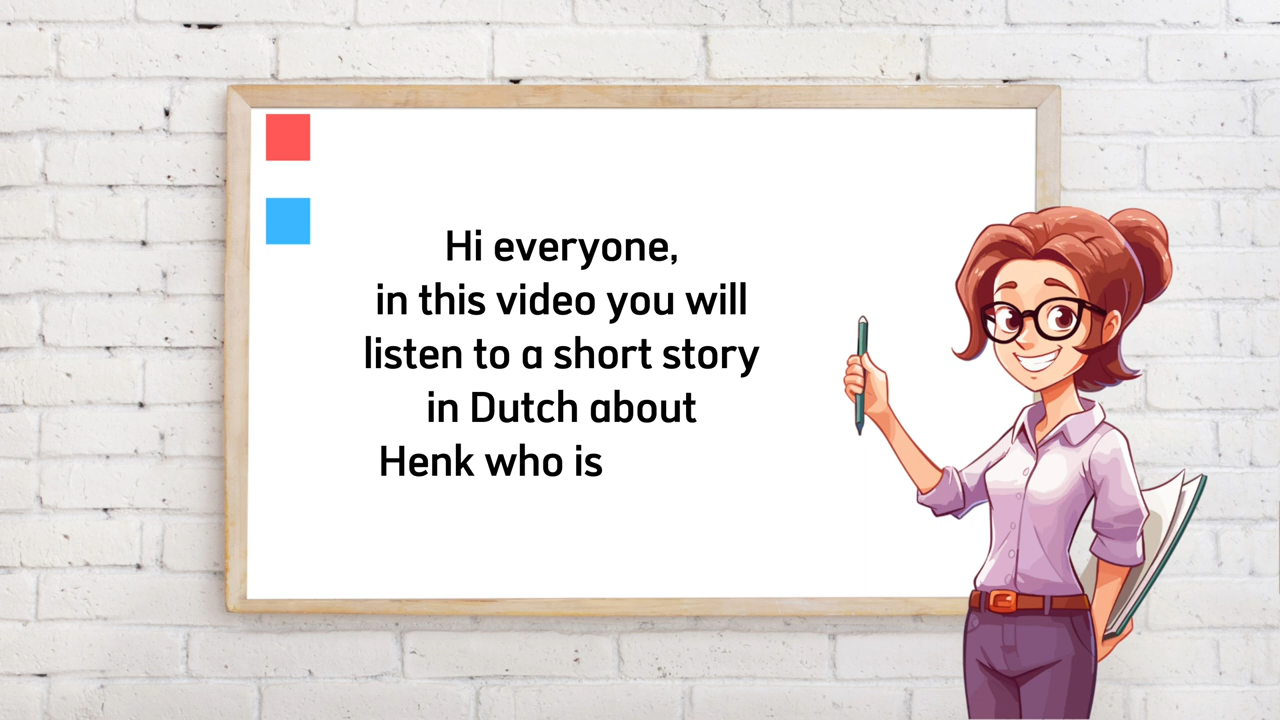 Hi everyone,
in this video you will
listen to a short story
in Dutch about
Henk who is